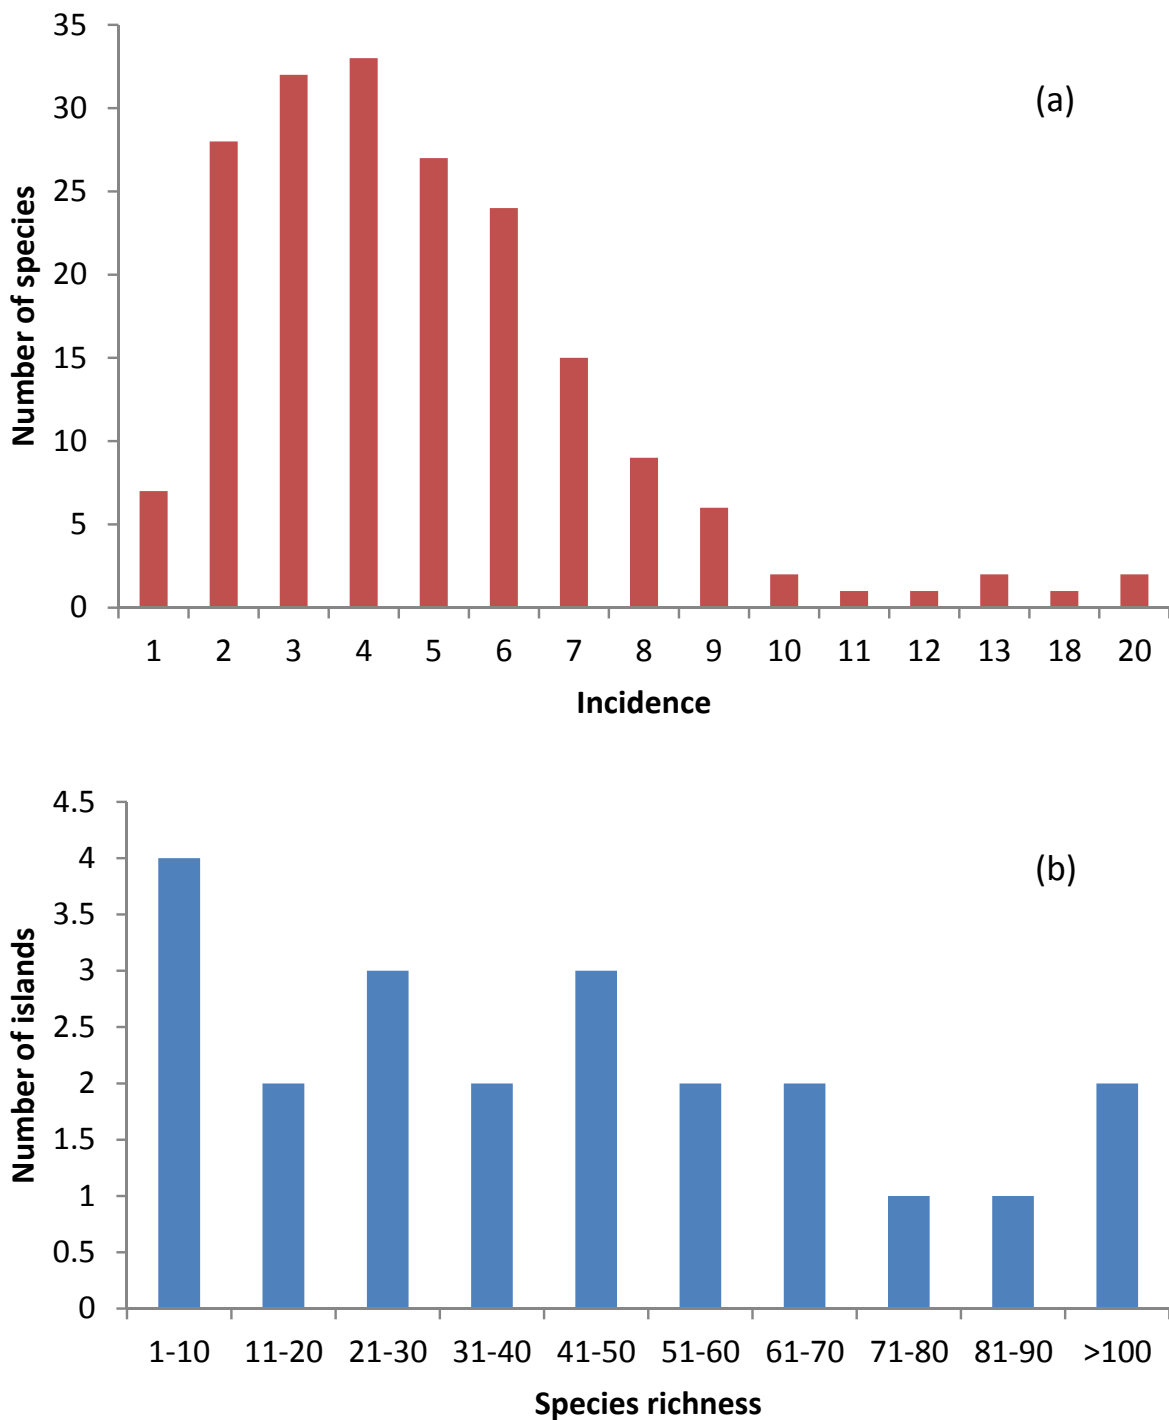 35
30
25
20
15
10
5
0
Number of species
(a)
1 2 3 4 5 6 7 8 9 10 11 12 13 18 20
Incidence
4.5
4
3.5
3
2.5
2
1.5
1
0.5
0
Number of islands
(b)
1-10 11-20 21-30 31-40 41-50 51-60 61-70 71-80 81-90 >100
Species richness